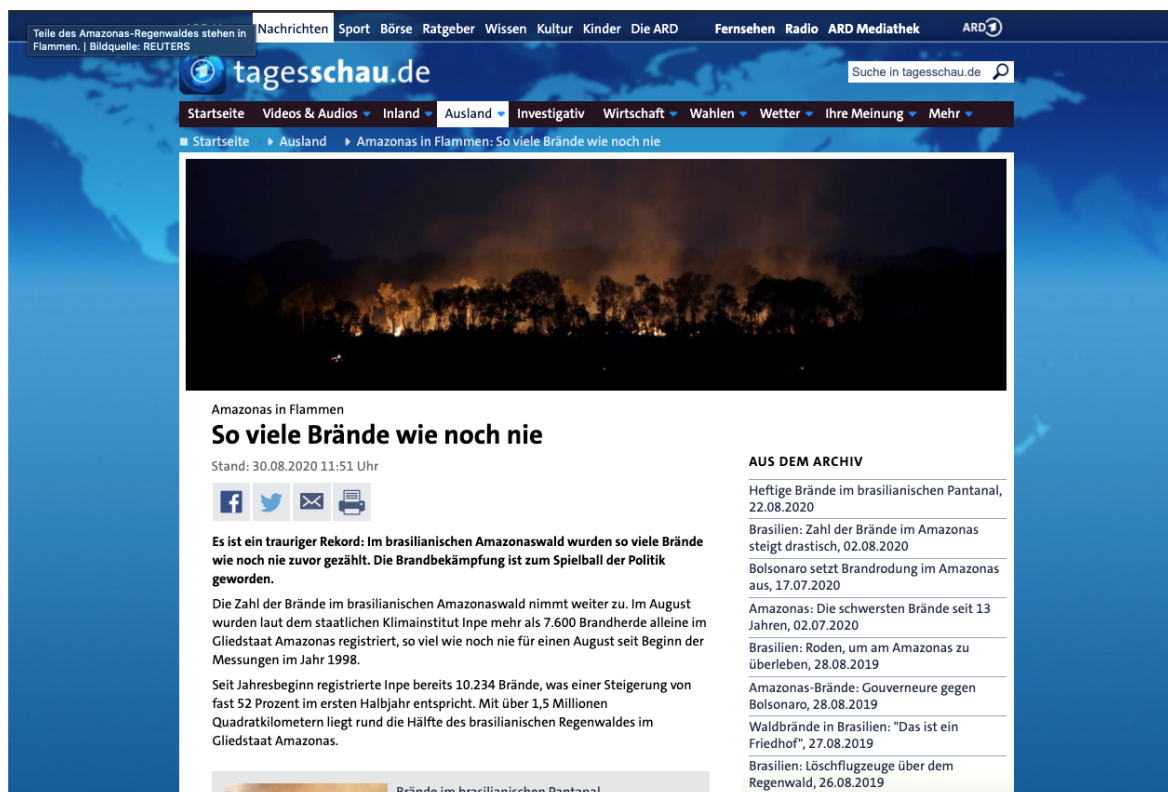 Teile des Amazonas-Regenwaldes stehen in
Flammen. | Bildquelle: REUTERS
Nachrichten Sport Börse Ratgeber Wissen Kultur Kinder Die ARD Fernsehen Radio ARD Mediathek ARD 1
tagesschau.de
Suche in tagesschau.de
Startseite Videos & Audios Inland Ausland Investigativ Wirtschaft Wahlen Wetter Ihre Meinung Mehr
Startseite Ausland Amazonas in Flammen: So viele Brände wie noch nie
Amazonas in Flammen
So viele Brände wie noch nie
Stand: 30.08.2020 11:51 Uhr
Es ist ein trauriger Rekord: Im brasilianischen Amazonaswald wurden so viele Brände
wie noch nie zuvor gezählt. Die Brandbekämpfung ist zum Spielball der Politik
geworden.
Die Zahl der Brände im brasilianischen Amazonaswald nimmt weiter zu. Im August
wurden laut dem staatlichen Klimainstitut Inpe mehr als 7.600 Brandherde alleine im
Gliedstaat Amazonas registriert, so viel wie noch nie für einen August seit Beginn der
Messungen im Jahr 1998.
Seit Jahresbeginn registrierte Inpe bereits 10.234 Brände, was einer Steigerung von
fast 52 Prozent im ersten Halbjahr entspricht. Mit über 1,5 Millionen
Quadratkilometern liegt rund die Hälfte des brasilianischen Regenwaldes im
Gliedstaat Amazonas.
Brände im brasilianischen Pantanal
AUS DEM ARCHIV
Heftige Brände im brasilianischen Pantanal,
22.08.2020
Brasilien: Zahl der Brände im Amazonas
steigt drastisch, 02.08.2020
Bolsonaro setzt Brandrodung im Amazonas
aus, 17.07.2020
Amazonas: Die schwersten Brände seit 13
Jahren, 02.07.2020
Brasilien: Roden, um am Amazonas zu
überleben, 28.08.2019
Amazonas-Brände: Gouverneure gegen
Bolsonaro, 28.08.2019
Waldbrände in Brasilien: "Das ist ein
Friedhof", 27.08.2019
Brasilien: Löschflugzeuge über dem
Regenwald, 26.08.2019